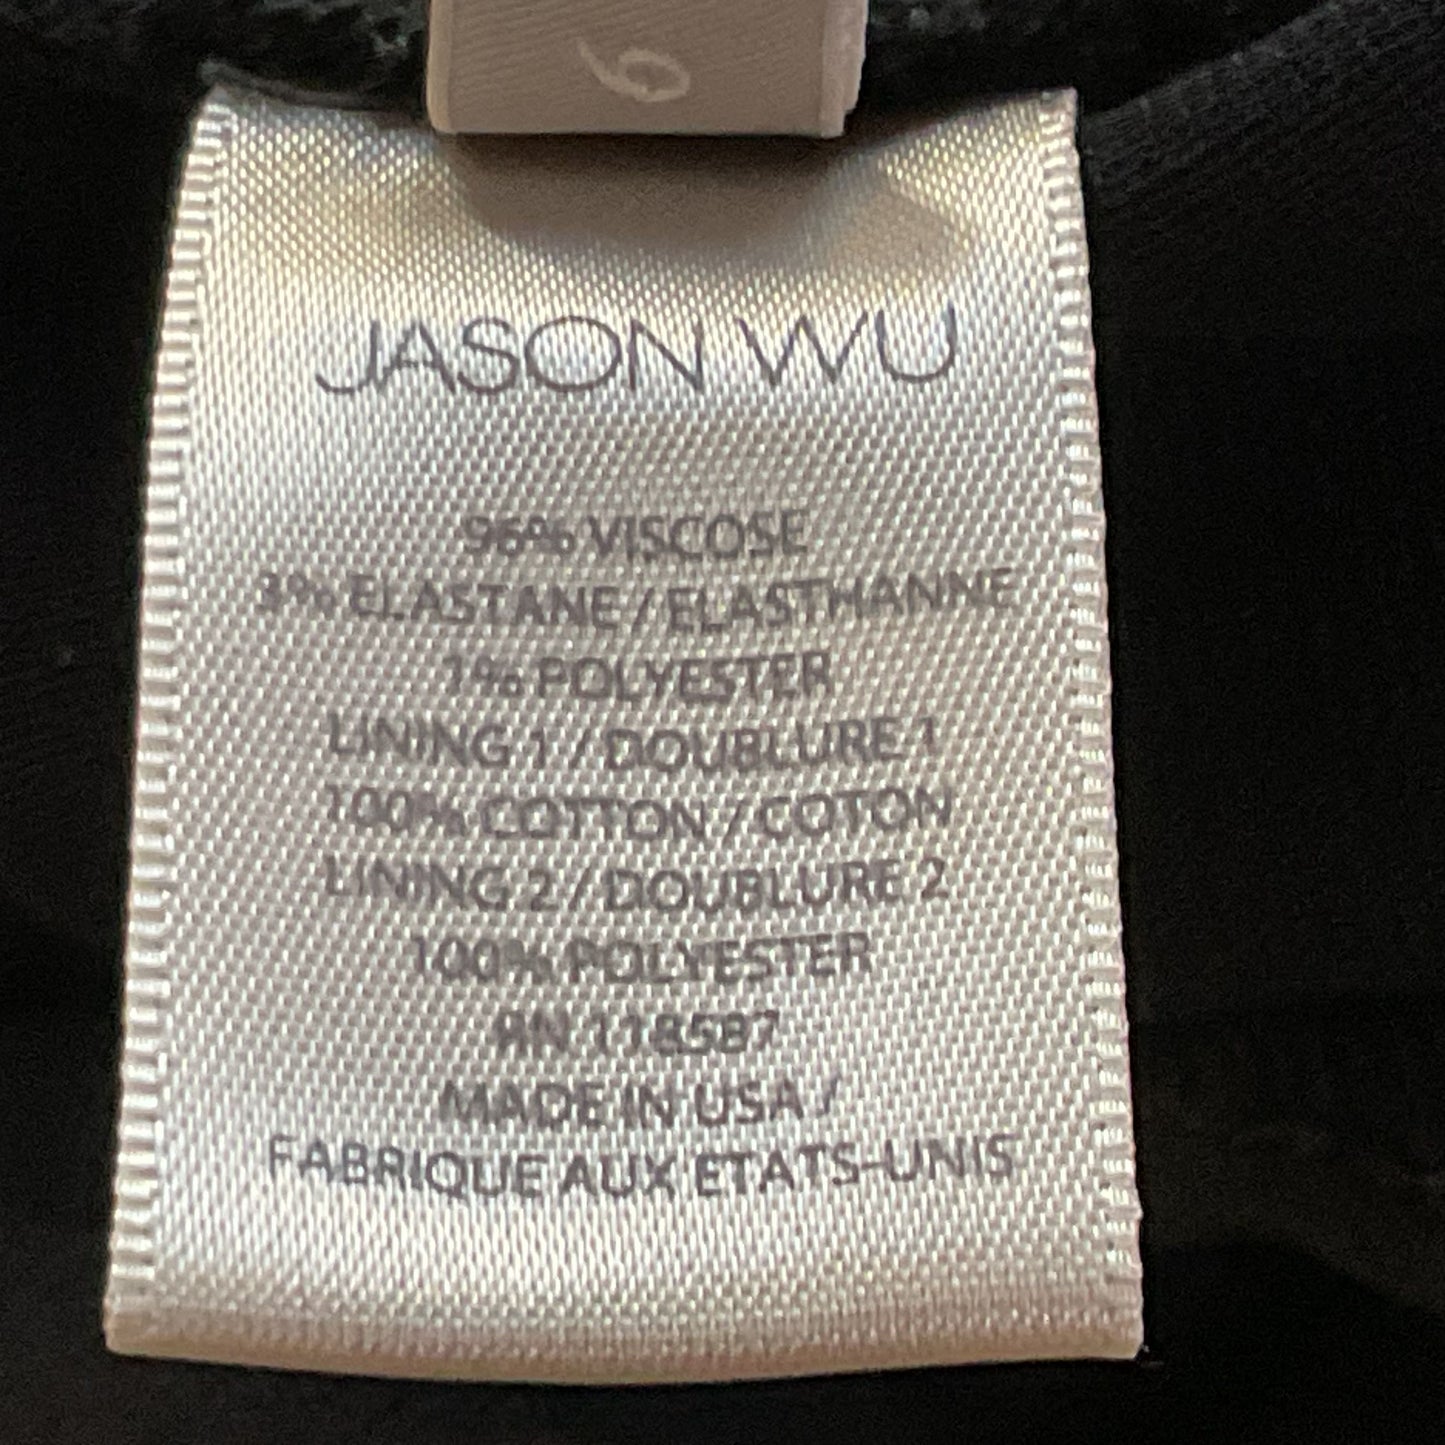 6
JASON WU
96% VISCOSE
3% ELASTANE / ELASTHANNE
1% POLYESTER
LINING 1 / DOUBLURE 1
100% COTTON / COTON
LINING 2 / DOUBLURE 2
100% POLYESTER
RN 118587
MADE IN USA /
FABRIQUE AUX ETATS-UNIS